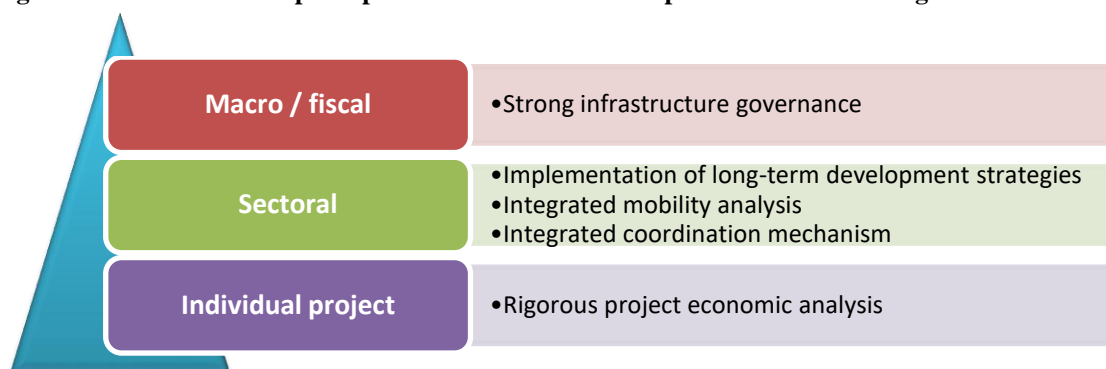 Macro / fiscal
•Strong infrastructure governance
Sectoral
•Implementation of long-term development strategies
•Integrated mobility analysis
•Integrated coordination mechanism
Individual project
•Rigorous project economic analysis